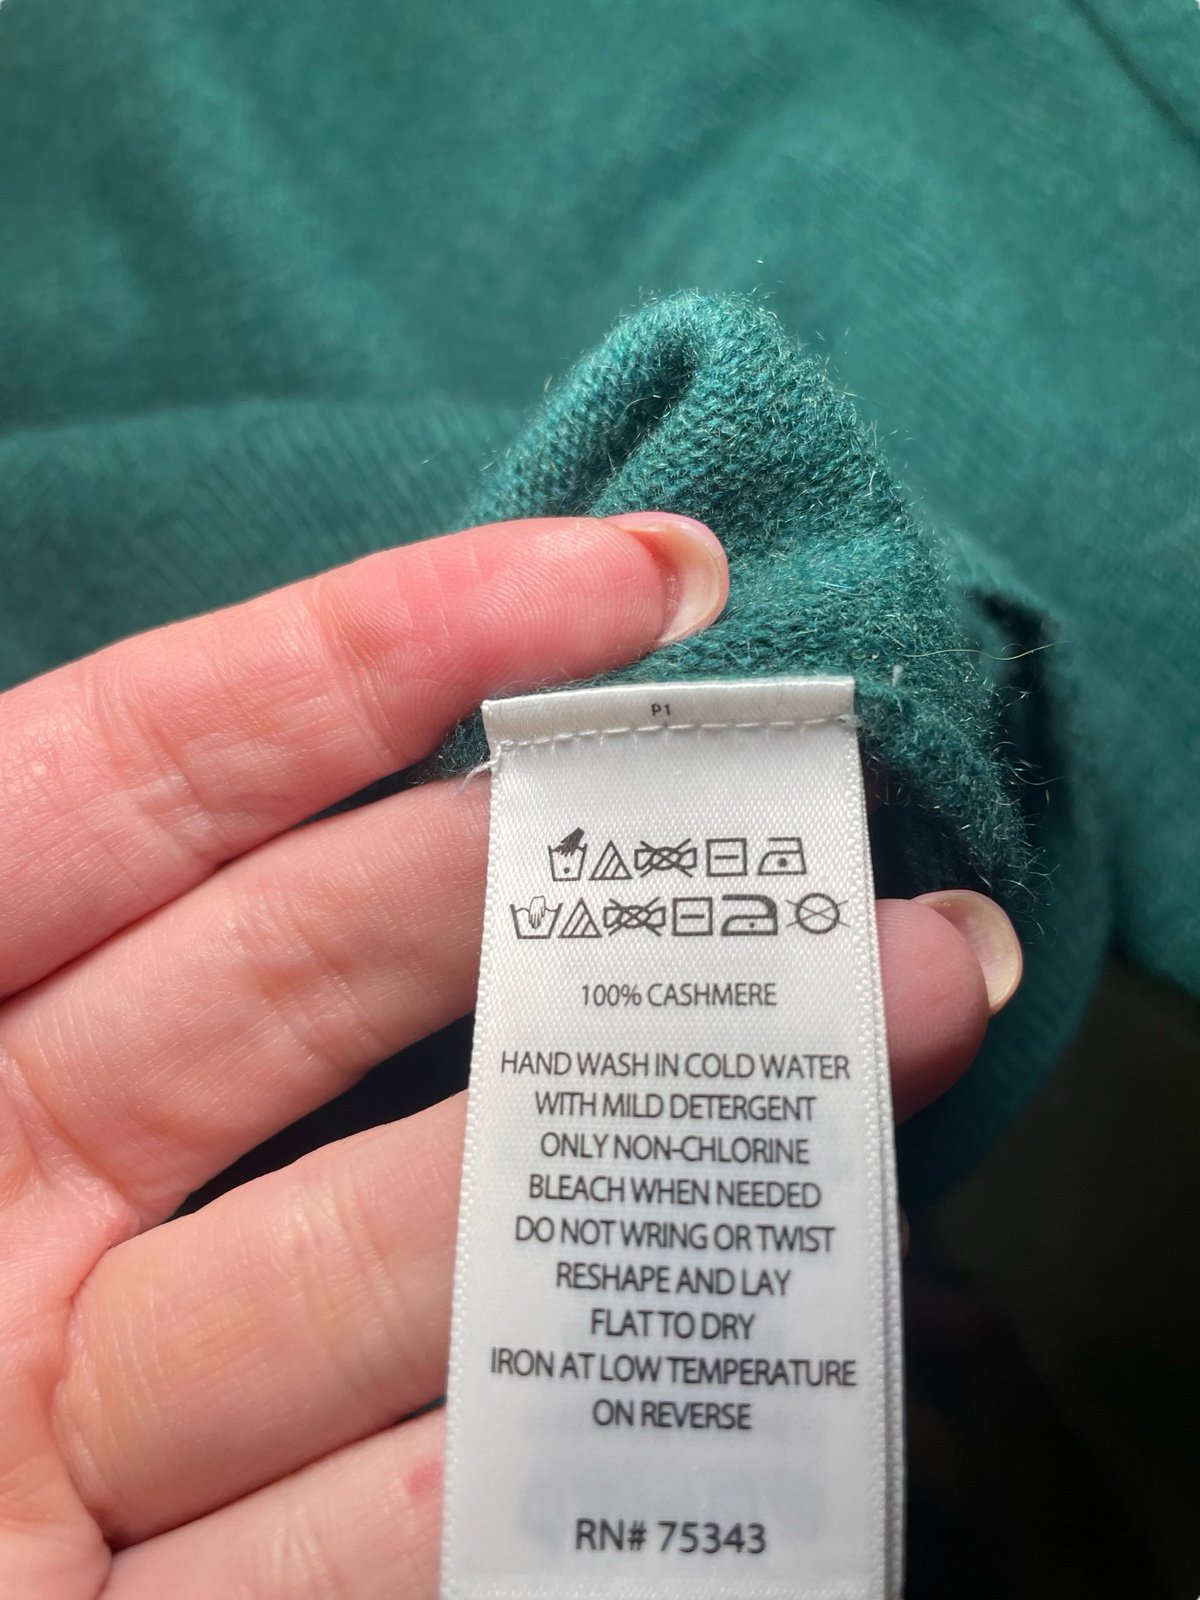 P1
100% CASHMERE
HAND WASH IN COLD WATER
WITH MILD DETERGENT
ONLY NON-CHLORINE
BLEACH WHEN NEEDED
DO NOT WRING OR TWIST
RESHAPE AND LAY
FLAT TO DRY
IRON AT LOW TEMPERATURE
ON REVERSE
RN# 75343